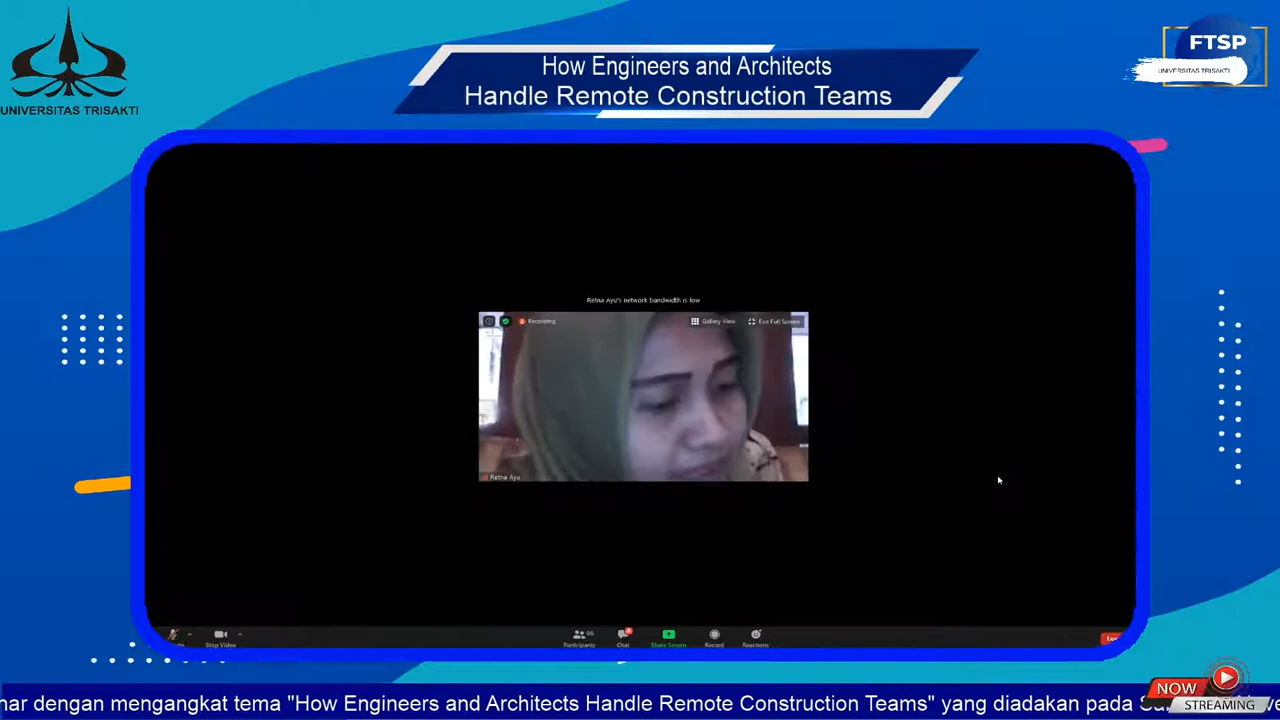 UNIVERSITAS TRISAKTI
How Engineers and Architects
Handle Remote Construction Teams
FTSP
UNIVERSITAS TRISAKTI
Retna Ayu's network bandwidth is low
Recording
Gallery View
Exit Full Screen
Retna Ayu
Stop Video
86
Participants
Chat
Share Screen
Record
Reactions
dengan mengangkat tema "How Engineers and Architects Handle Remote Construction Teams" yang diadakan pada
NOW
STREAMING